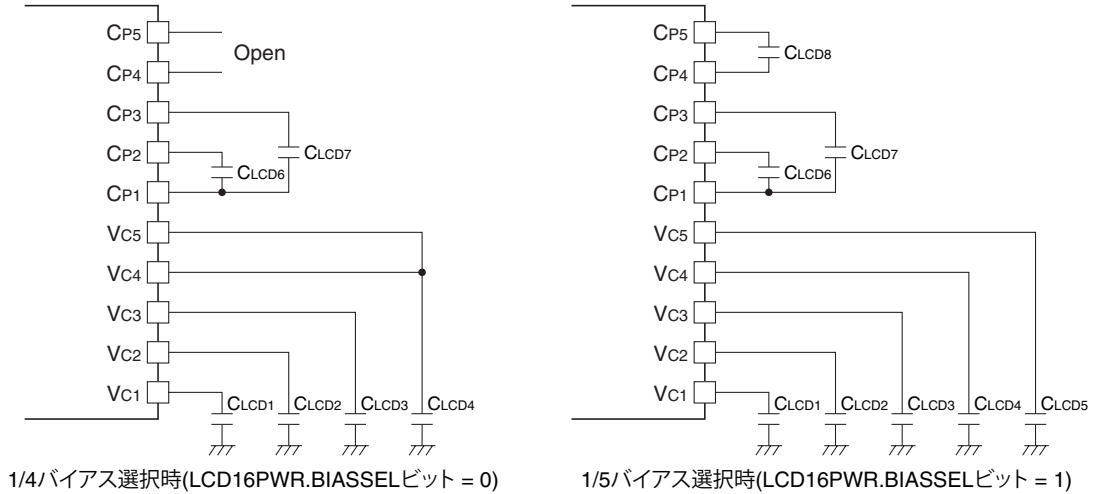 CP5
Open
CP4
CP3
CP2
CLCD7
CLCD6
CP1
VC5
VC4
VC3
VC2
VC1
CLCD1
CLCD2
CLCD3
CLCD4
1/4バイアス選択時(LCD16PWR.BIASSELビット = 0)
CP5
CLCD8
CP4
CP3
CP2
CLCD7
CLCD6
CP1
VC5
VC4
VC3
VC2
VC1
CLCD1
CLCD2
CLCD3
CLCD4
CLCD5
1/5バイアス選択時(LCD16PWR.BIASSELビット = 1)